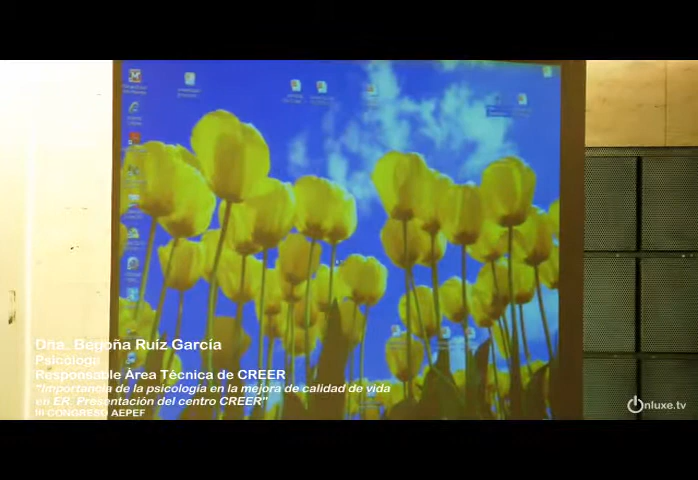 Dña. Begoña Ruiz García
Psicóloga
Responsable Área Técnica de CREER
"Importancia de la psicología en la mejora de calidad de vida
en ER. Presentación del centro CREER"
III CONGRESO AEPEF
Onluxe.tv